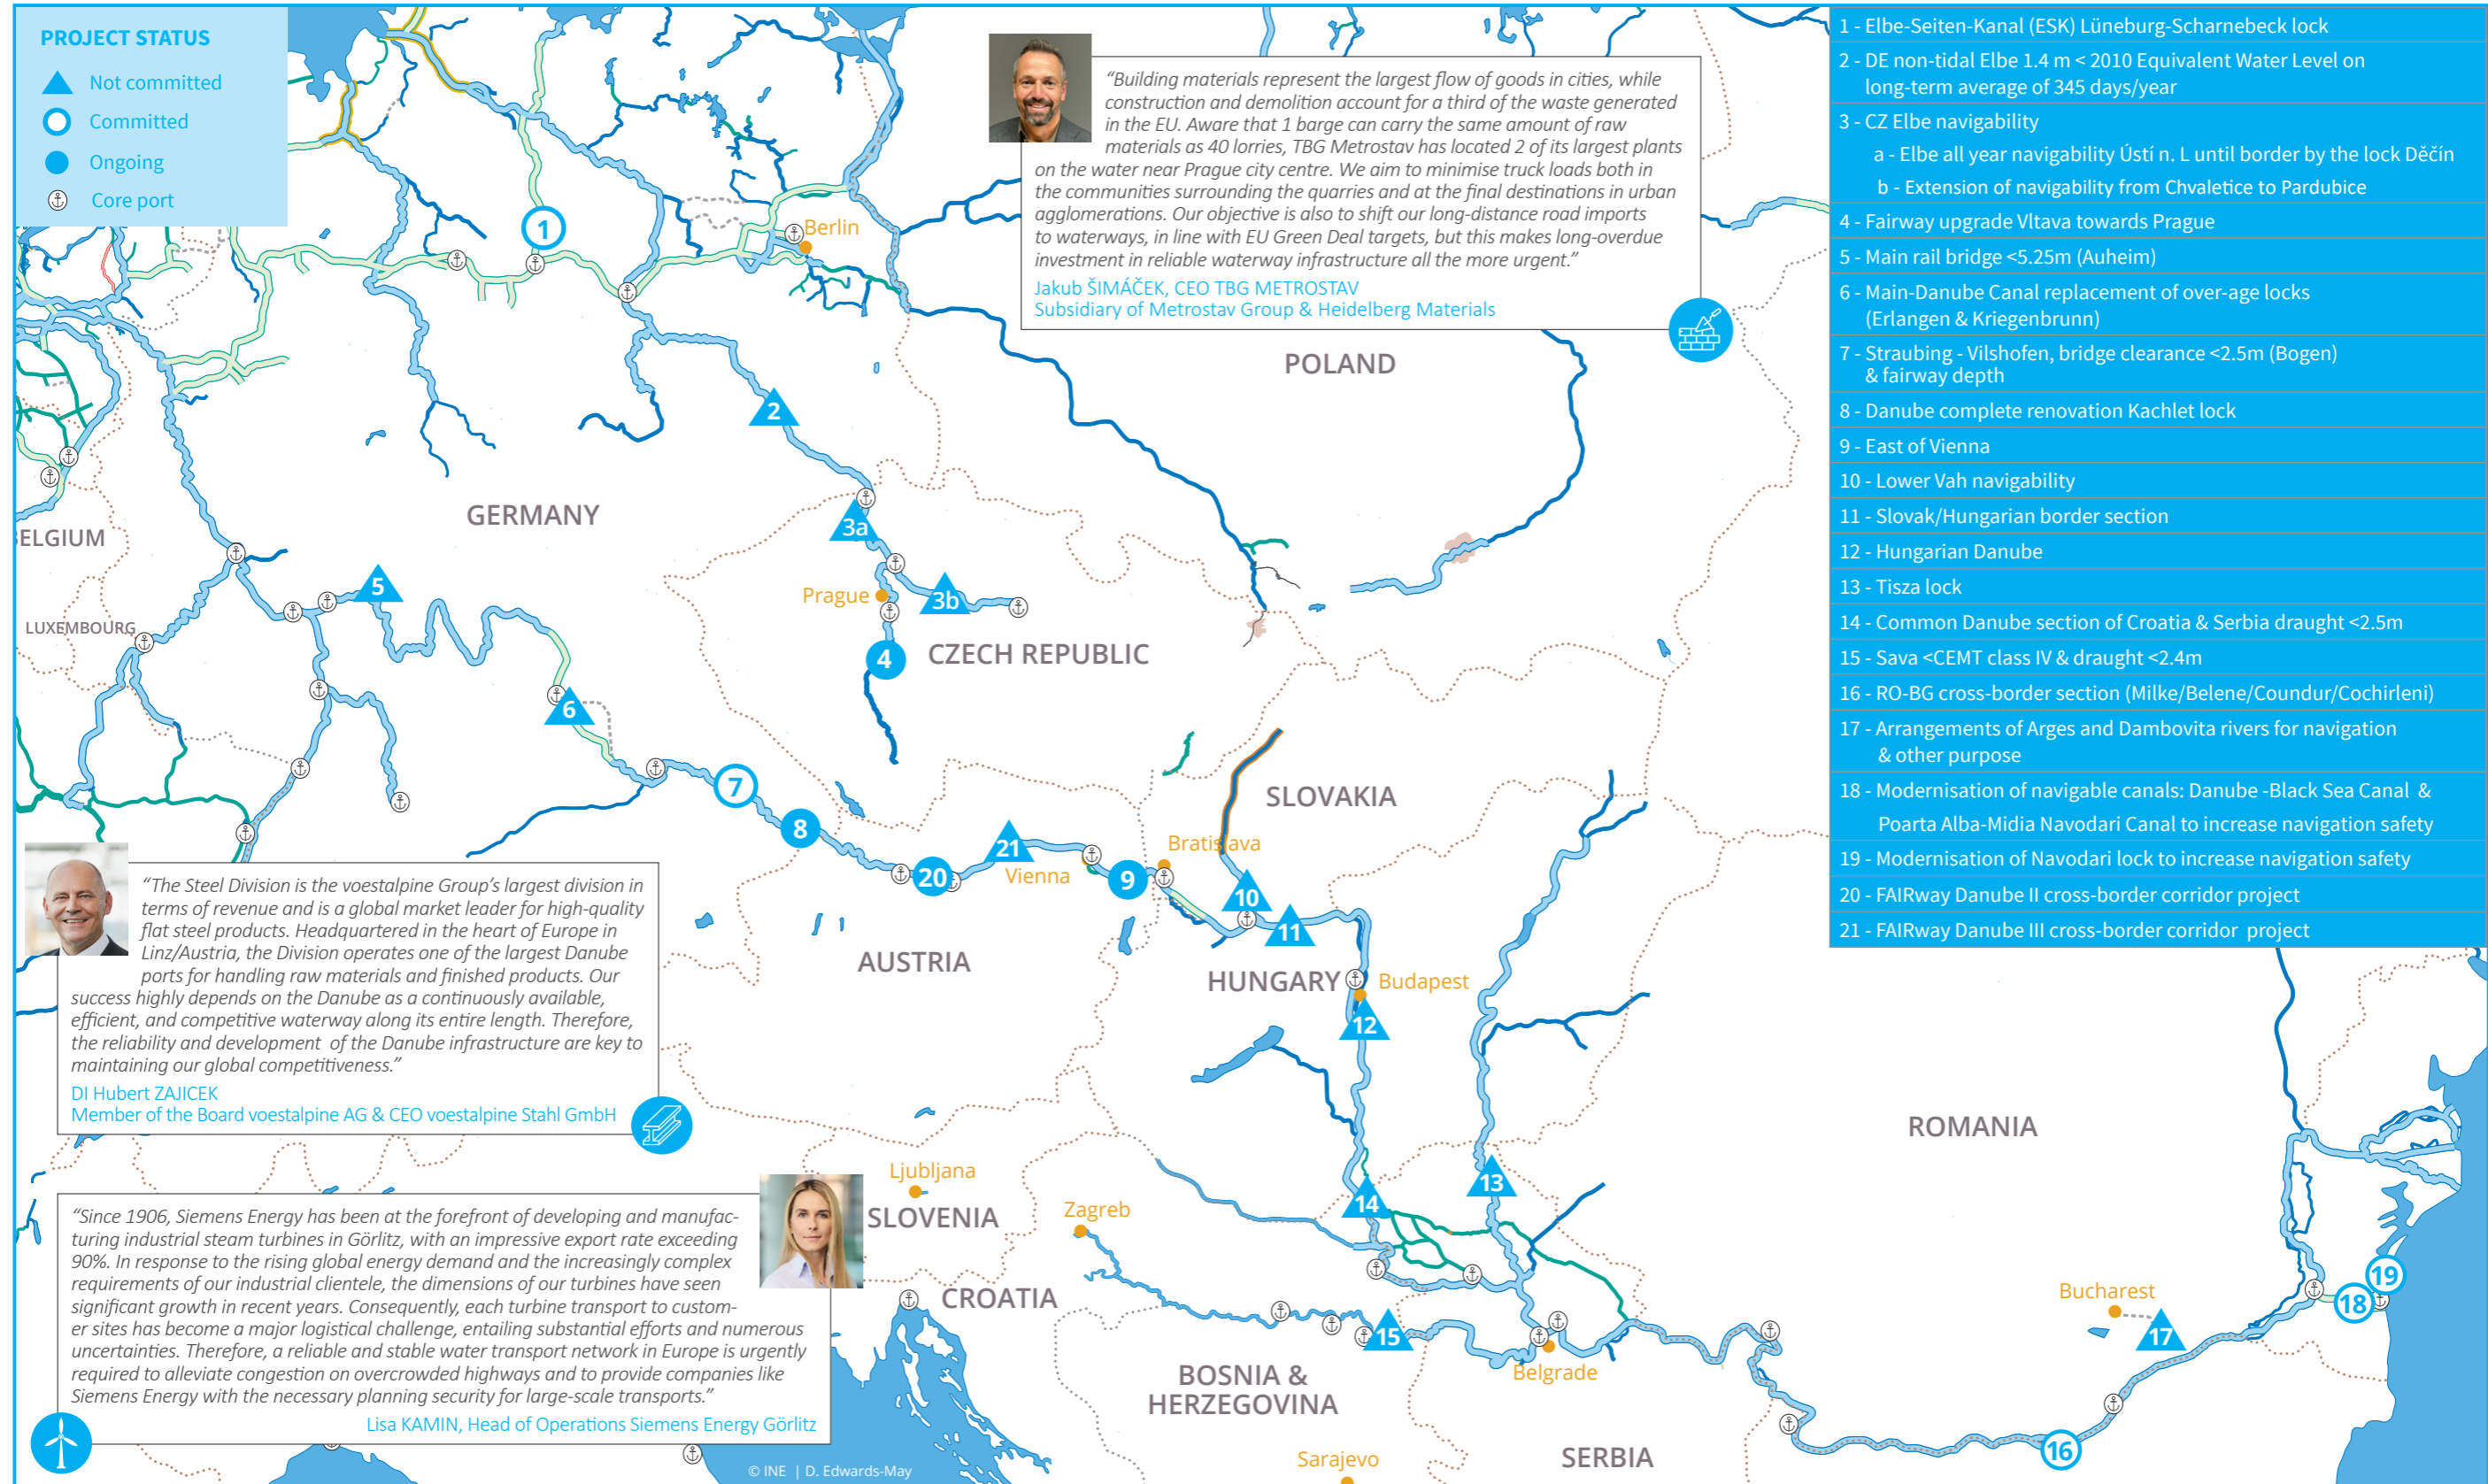 PROJECT STATUS
Not committed
Committed
Ongoing
Core port
“Building materials represent the largest flow of goods in cities, while
construction and demolition account for a third of the waste generated
in the EU. Aware that 1 barge can carry the same amount of raw
materials as 40 lorries, TBG Metrostav has located 2 of its largest plants
on the water near Prague city centre. We aim to minimise truck loads both in
the communities surrounding the quarries and at the final destinations in urban
agglomerations. Our objective is also to shift our long-distance road imports
to waterways, in line with EU Green Deal targets, but this makes long-overdue
investment in reliable waterway infrastructure all the more urgent.”
Jakub ŠIMÁČEK, CEO TBG METROSTAV
Subsidiary of Metrostav Group & Heidelberg Materials
1 - Elbe-Seiten-Kanal (ESK) Lüneburg-Scharnebeck lock
2 - DE non-tidal Elbe 1.4 m < 2010 Equivalent Water Level on
long-term average of 345 days/year
3 - CZ Elbe navigability
a - Elbe all year navigability Ústí n. L until border by the lock Děčín
b - Extension of navigability from Chvaletice to Pardubice
4 - Fairway upgrade Vltava towards Prague
5 - Main rail bridge <5.25m (Auheim)
6 - Main-Danube Canal replacement of over-age locks
(Erlangen & Kriegenbrunn)
7 - Straubing - Vilshofen, bridge clearance <2.5m (Bogen)
& fairway depth
8 - Danube complete renovation Kachlet lock
9 - East of Vienna
10 - Lower Vah navigability
11 - Slovak/Hungarian border section
12 - Hungarian Danube
13 - Tisza lock
14 - Common Danube section of Croatia & Serbia draught <2.5m
15 - Sava <CEMT class IV & draught <2.4m
16 - RO-BG cross-border section (Milke/Belene/Coundur/Cochirleni)
17 - Arrangements of Arges and Dambovita rivers for navigation
& other purpose
18 - Modernisation of navigable canals: Danube -Black Sea Canal &
Poarta Alba-Midia Navodari Canal to increase navigation safety
19 - Modernisation of Navodari lock to increase navigation safety
20 - FAIRway Danube II cross-border corridor project
21 - FAIRway Danube III cross-border corridor project
1
Berlin
POLAND
2
GERMANY
3a
ELGIUM
5
Prague
3b
LUXEMBOURG
4
CZECH REPUBLIC
6
7
SLOVAKIA
8
Bratislava
21
Vienna
20
9
10
11
AUSTRIA
HUNGARY
Budapest
12
“The Steel Division is the voestalpine Group’s largest division in
terms of revenue and is a global market leader for high-quality
flat steel products. Headquartered in the heart of Europe in
Linz/Austria, the Division operates one of the largest Danube
ports for handling raw materials and finished products. Our
success highly depends on the Danube as a continuously available,
efficient, and competitive waterway along its entire length. Therefore,
the reliability and development of the Danube infrastructure are key to
maintaining our global competitiveness.”
DI Hubert ZAJICEK
Member of the Board voestalpine AG & CEO voestalpine Stahl GmbH
ROMANIA
Ljubljana
13
14
SLOVENIA
Zagreb
“Since 1906, Siemens Energy has been at the forefront of developing and manufac-
turing industrial steam turbines in Görlitz, with an impressive export rate exceeding
90%. In response to the rising global energy demand and the increasingly complex
requirements of our industrial clientele, the dimensions of our turbines have seen
significant growth in recent years. Consequently, each turbine transport to custom-
er sites has become a major logistical challenge, entailing substantial efforts and numerous
uncertainties. Therefore, a reliable and stable water transport network in Europe is urgently
required to alleviate congestion on overcrowded highways and to provide companies like
Siemens Energy with the necessary planning security for large-scale transports.”
Lisa KAMIN, Head of Operations Siemens Energy Görlitz
CROATIA
19
Bucharest
18
15
17
Belgrade
BOSNIA &
HERZEGOVINA
16
SERBIA
Sarajevo
© INE | D. Edwards-May